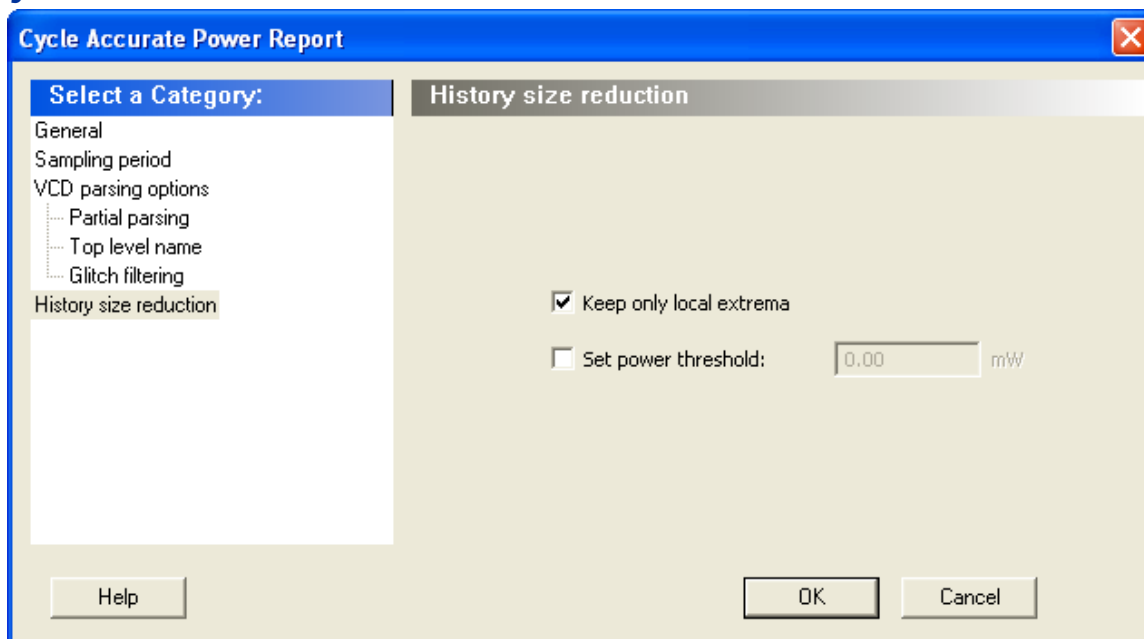 Cycle Accurate Power Report
Select a Category:
General
Sampling period
VCD parsing options
Partial parsing
Top level name
Glitch filtering
History size reduction
History size reduction
Keep only local extrema
Set power threshold: 0.00 mW
Help OK Cancel